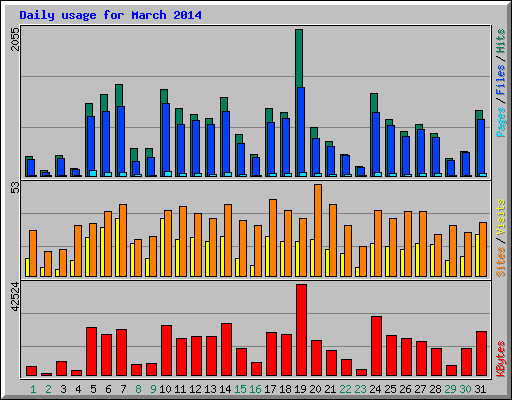 Daily usage for March 2014
2055
Pages / Files / Hits
53
Sites / Visits
42524
KBytes
1 2 3 4 5 6 7 8 9 10 11 12 13 14 15 16 17 18 19 20 21 22 23 24 25 26 27 28 29 30 31